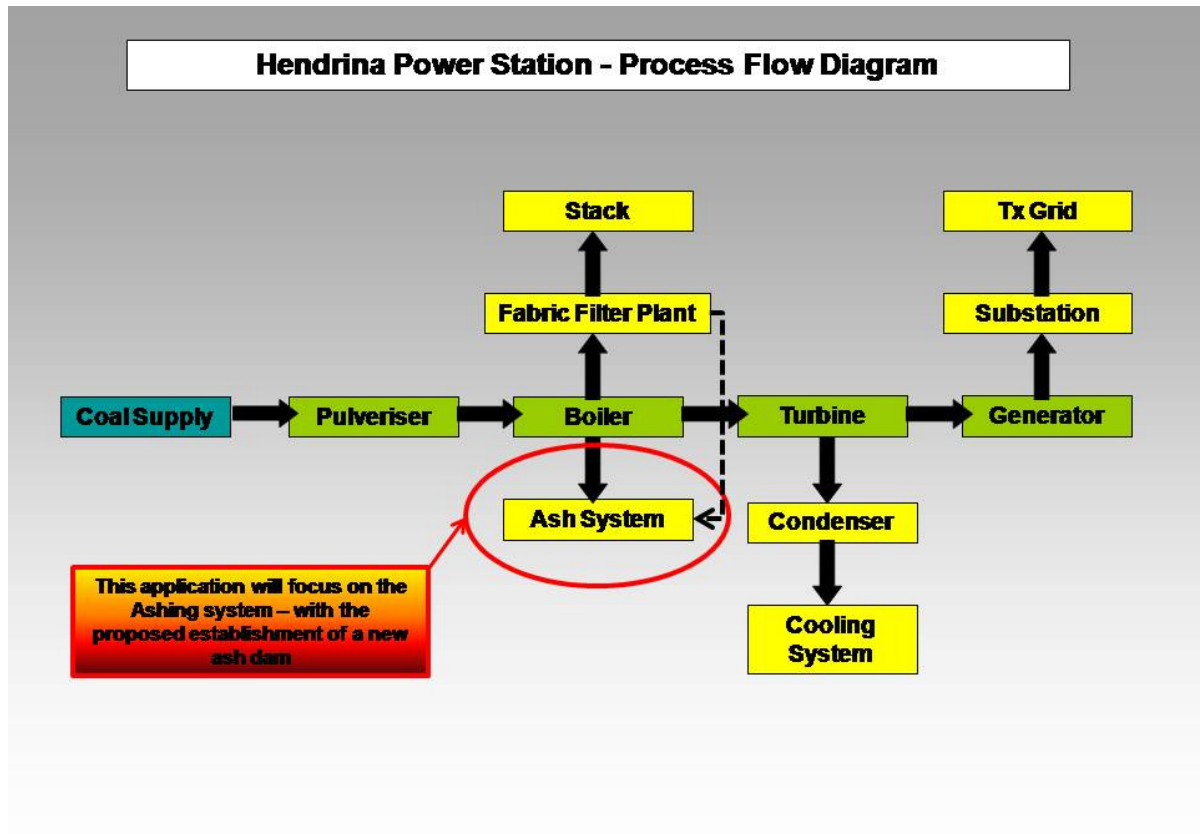 Hendrina Power Station - Process Flow Diagram
Stack
Tx Grid
Fabric Filter Plant
Substation
Coal Supply
Pulveriser
Boiler
Turbine
Generator
Ash System
Condenser
This application will focus on the
Ashing system – with the
proposed establishment of a new
ash dam
Cooling
System